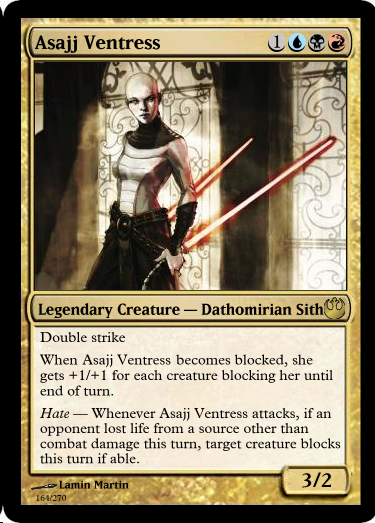 Asajj Ventress 1
Legendary Creature — Dathomirian Sith
Double strike
When Asajj Ventress becomes blocked, she
gets +1/+1 for each creature blocking her until
end of turn.
Hate — Whenever Asajj Ventress attacks, if an
opponent lost life from a source other than
combat damage this turn, target creature blocks
this turn if able.
3/2
Lamin Martin
164/270